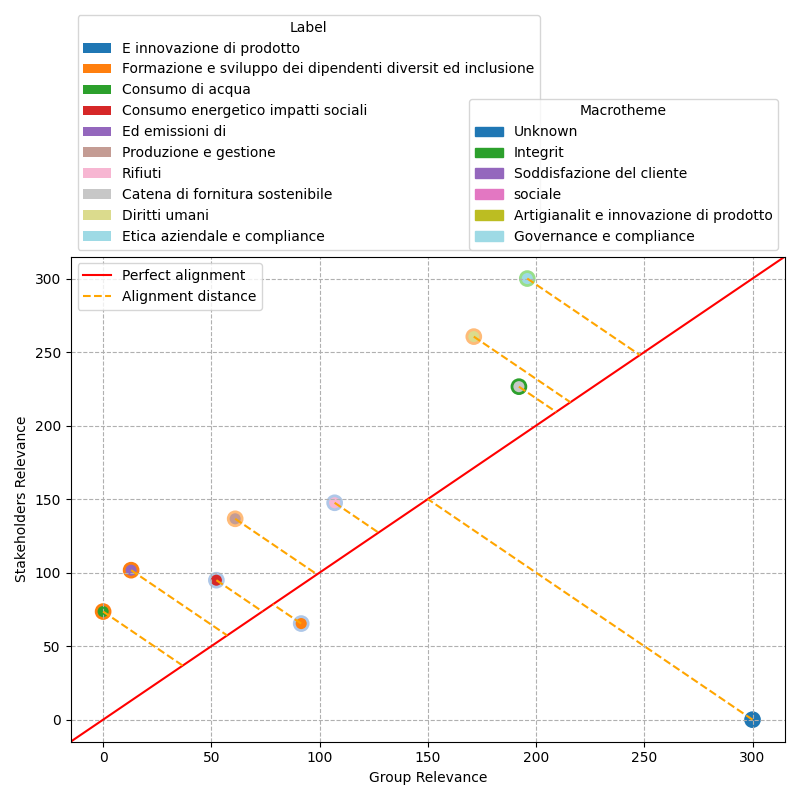 Label
E innovazione di prodotto
Formazione e sviluppo dei dipendenti diversit ed inclusione
Consumo di acqua
Consumo energetico impatti sociali
Ed emissioni di
Produzione e gestione
Rifiuti
Catena di fornitura sostenibile
Diritti umani
Etica aziendale e compliance
Macrotheme
Unknown
Integrit
Soddisfazione del cliente
sociale
Artigianalit e innovazione di prodotto
Governance e compliance
Perfect alignment
Alignment distance
Stakeholders Relevance
300
250
200
150
100
50
0
0 50 100 150 200 250 300
Group Relevance